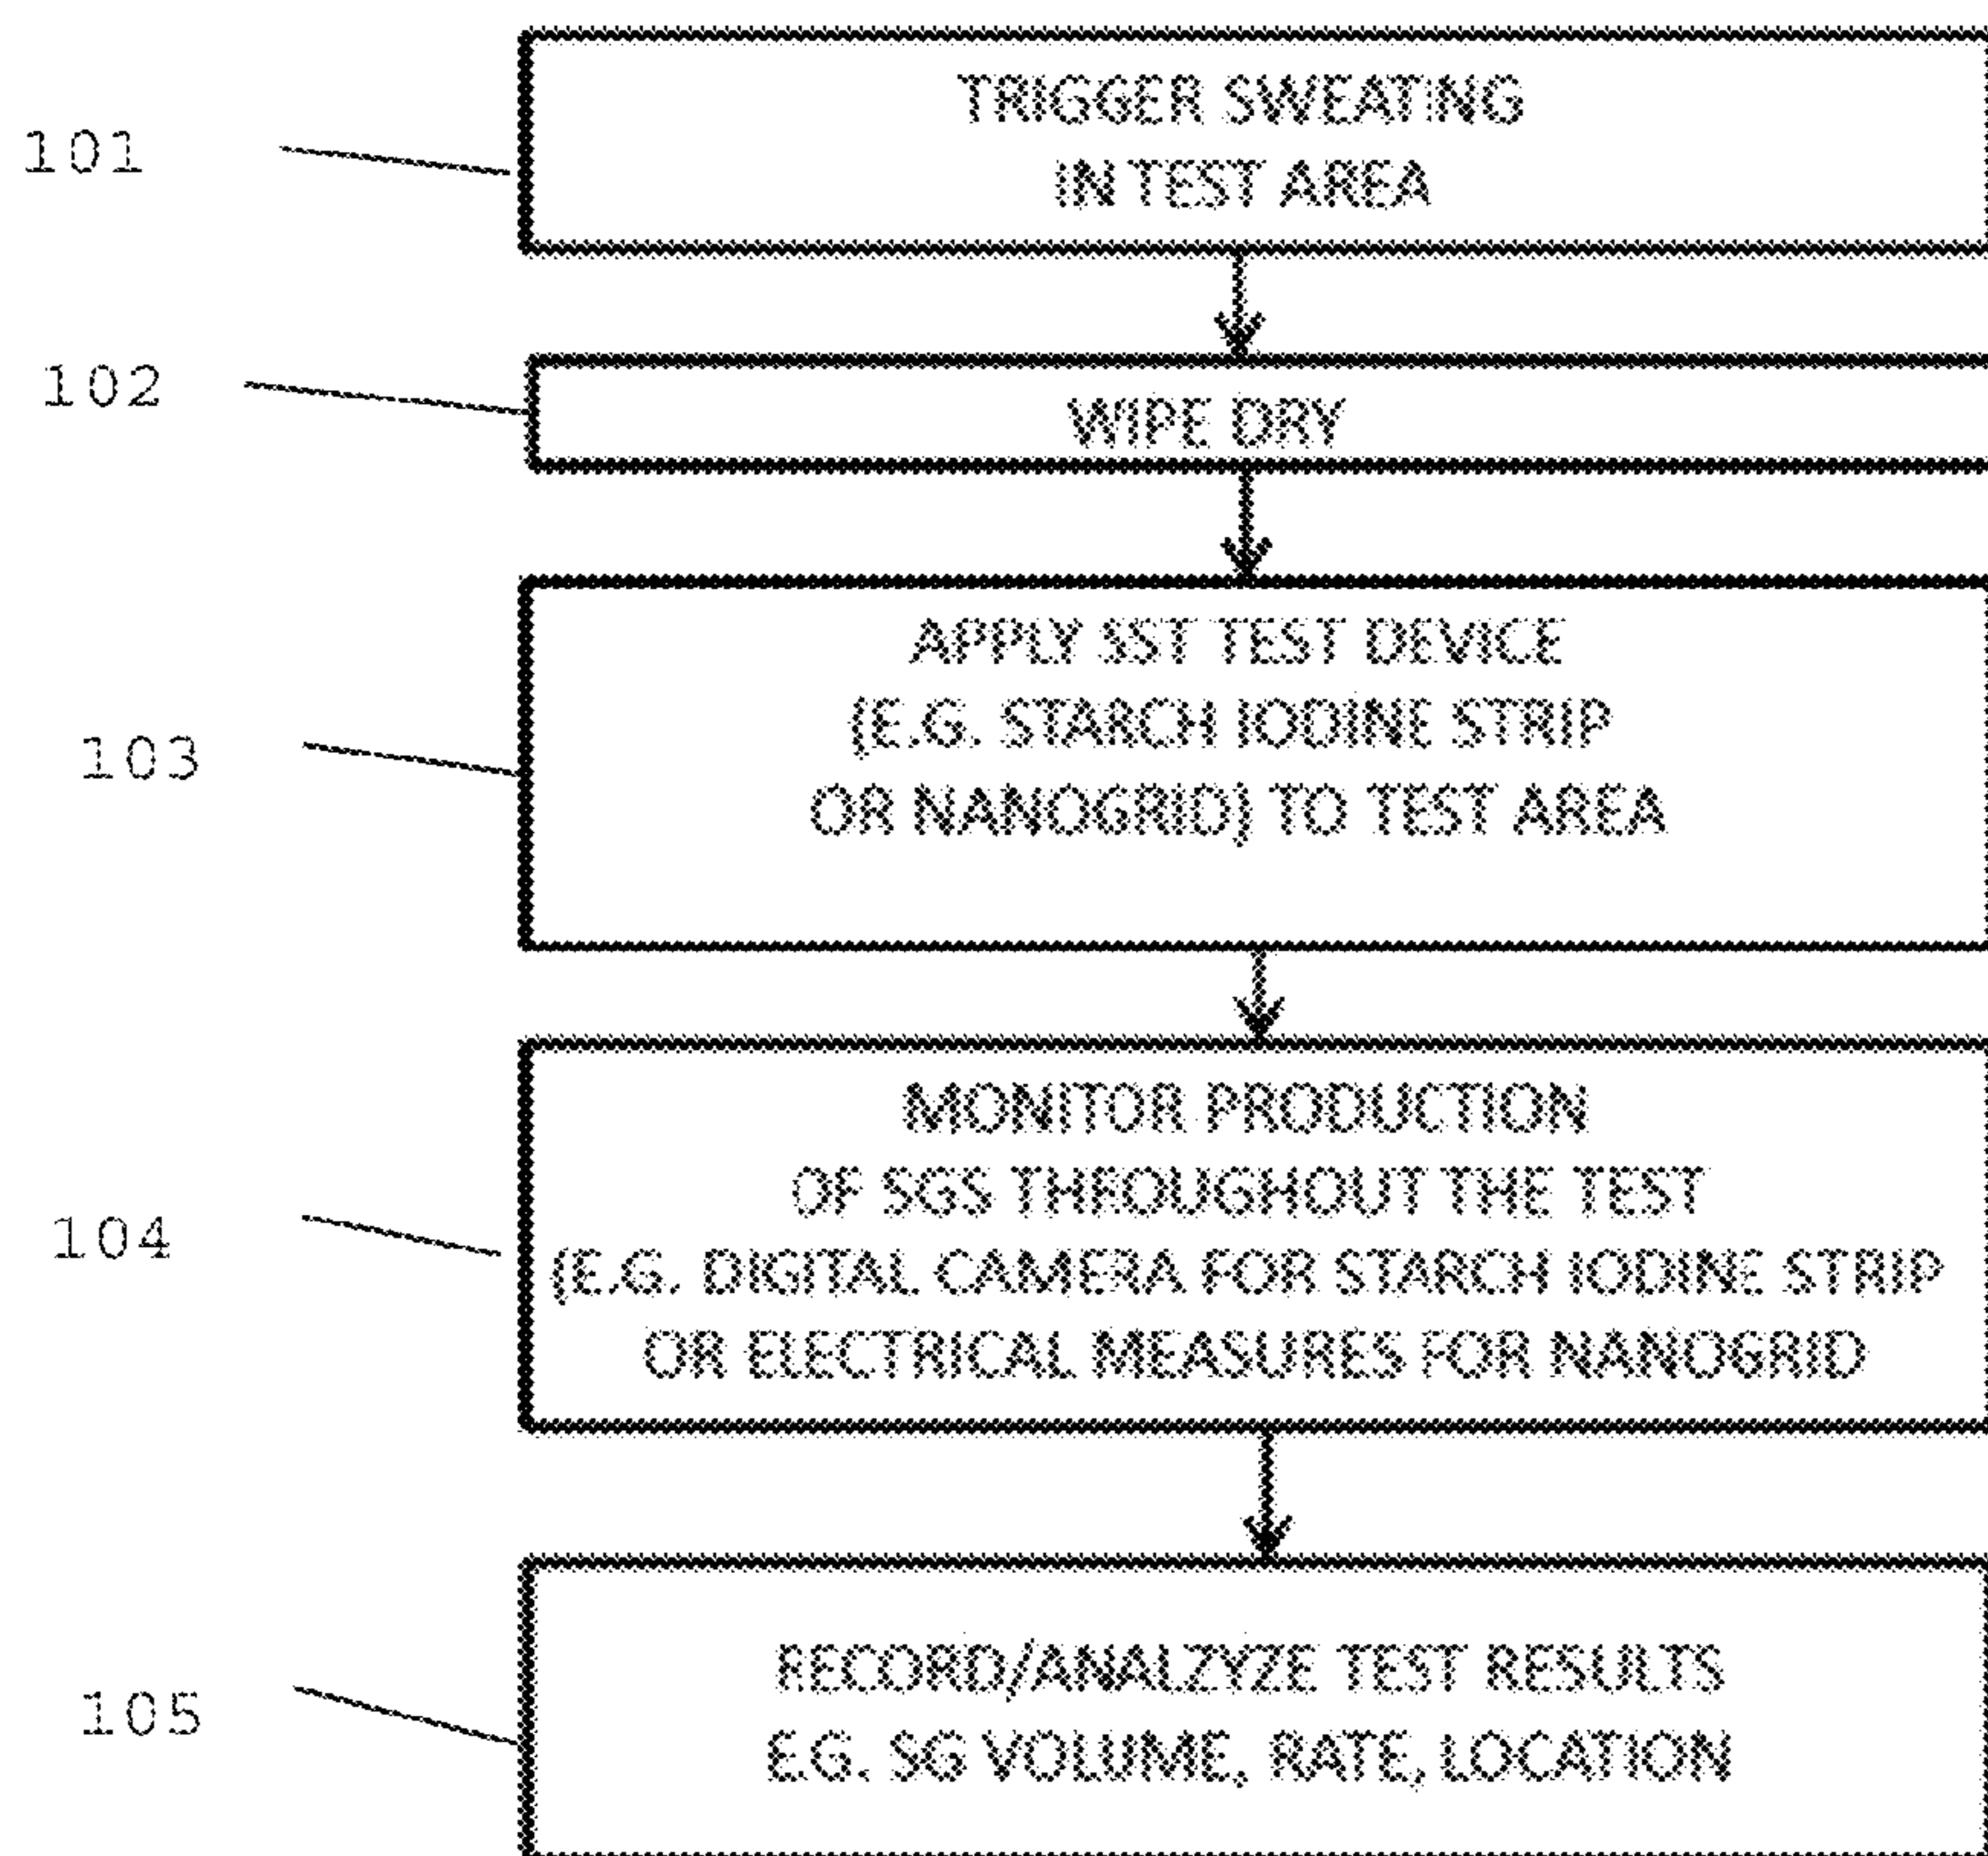 101
TRIGGER SWEATING
IN TEST AREA
102
WIPE DRY
103
APPLY SST TEST DEVICE
(E.G. STARCH IODINE STRIP
OR NANOGRID) TO TEST AREA
104
MONITOR PRODUCTION
OF SGS THROUGHOUT THE TEST
(E.G. DIGITAL CAMERA FOR STARCH IODINE STRIP
OR ELECTRICAL MEASURES FOR NANOGRID
105
RECORD/ANALZYZE TEST RESULTS
E.G. SG VOLUME, RATE, LOCATION